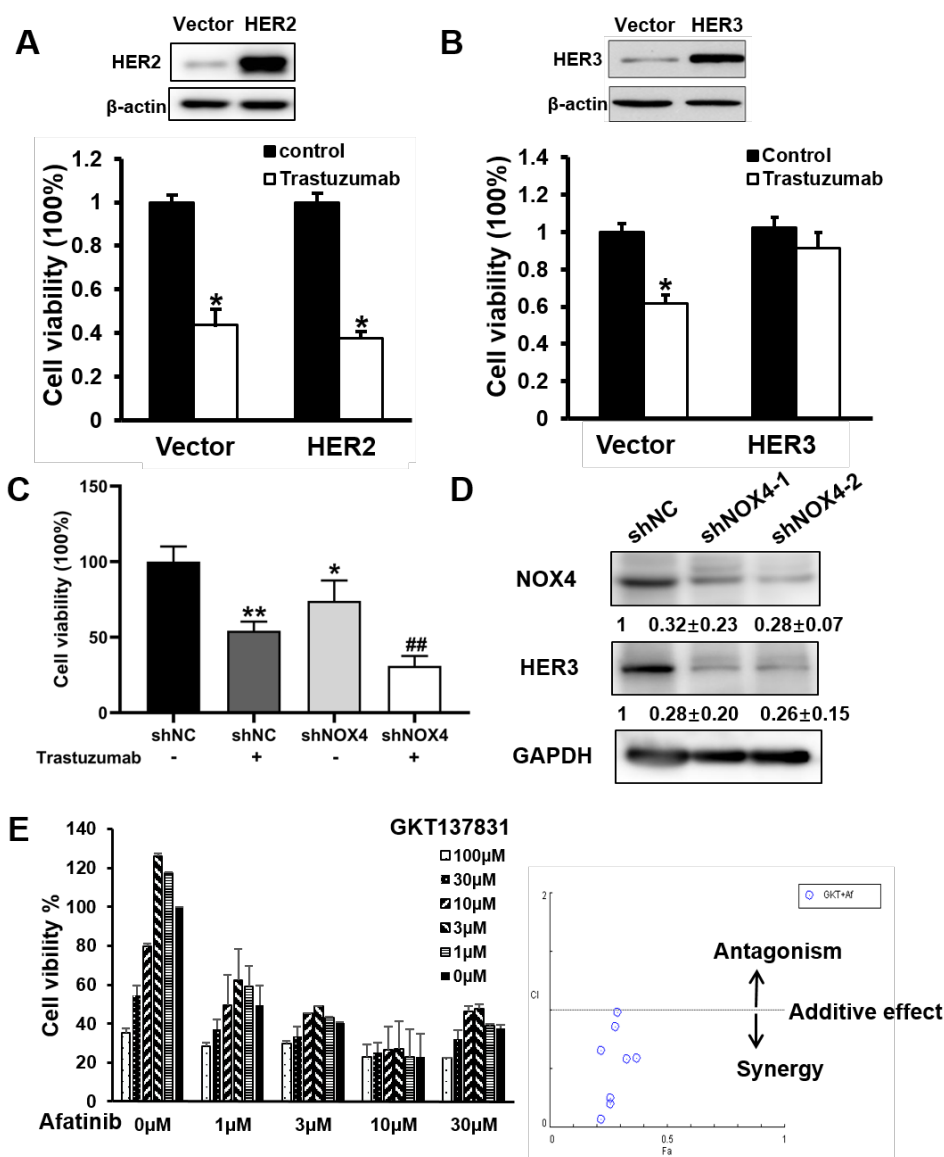 A
Vector HER2
HER2
β-actin
control
Trastuzumab
Cell viability (100%)
1.2
1
0.8
0.6
0.4
0.2
0
*
*
Vector HER2
B
Vector HER3
HER3
β-actin
Control
Trastuzumab
Cell viability (100%)
1.4
1.2
1
0.8
0.6
0.4
0.2
0
*
Vector HER3
C
Cell viability (100%)
150
100
50
0
**
*
##
shNC shNC shNOX4 shNOX4
Trastuzumab - + - +
D
shNC shNOX4-1 shNOX4-2
NOX4
1 0.32±0.23 0.28±0.07
HER3
1 0.28±0.20 0.26±0.15
GAPDH
E
Cell vibility %
140
120
100
80
60
40
20
0
GKT137831
100µM
30µM
10µM
3µM
1µM
0µM
Afatinib 0µM 1µM 3µM 10µM 30µM
GKT+Af
2
CI
1
0
Antagonism
Additive effect
Synergy
0 0.5 1
Fa